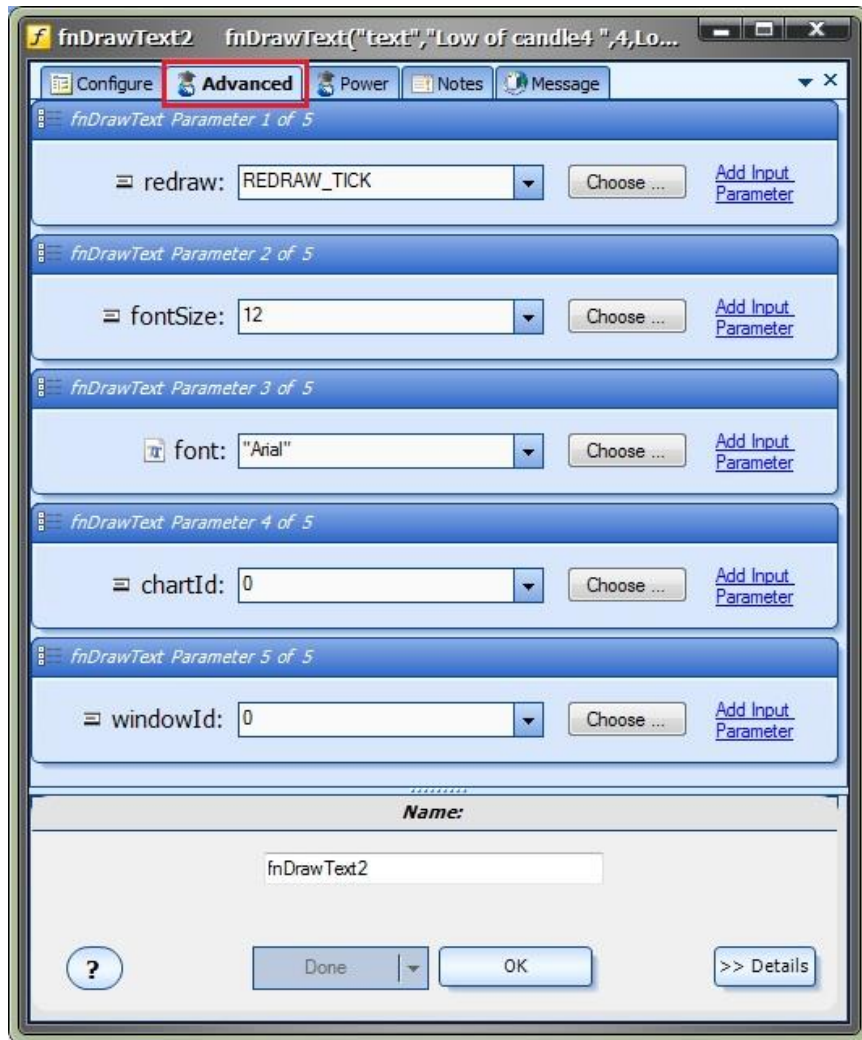 fnDrawText2 fnDrawText("text","Low of candle4 ",4,Lo...
Configure Advanced Power Notes Message
fnDrawText Parameter 1 of 5
redraw: REDRAW_TICK Choose ... Add Input
Parameter
fnDrawText Parameter 2 of 5
fontSize: 12 Choose ... Add Input
Parameter
fnDrawText Parameter 3 of 5
font: "Arial" Choose ... Add Input
Parameter
fnDrawText Parameter 4 of 5
chartId: 0 Choose ... Add Input
Parameter
fnDrawText Parameter 5 of 5
windowId: 0 Choose ... Add Input
Parameter
Name:
fnDrawText2
? Done OK >> Details